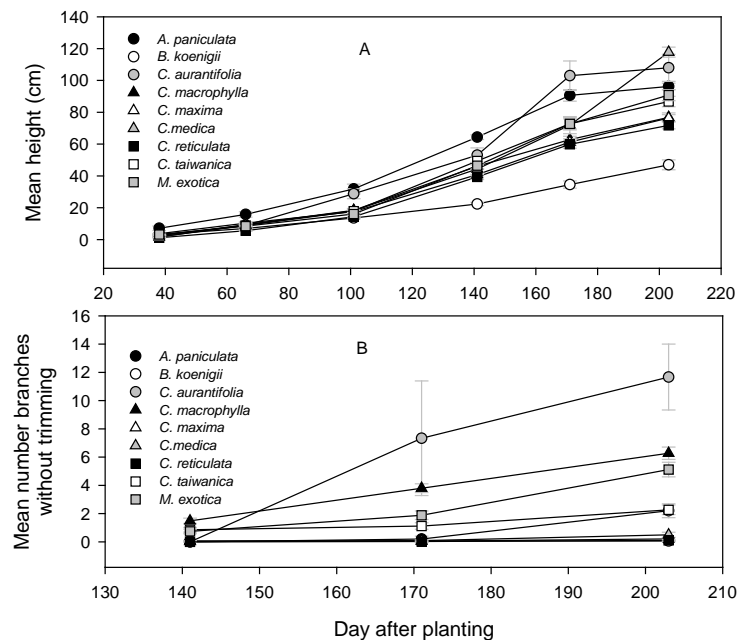 140
120
100
80
60
40
20
0
Mean height (cm)
A
A. paniculata
B. koenigii
C. aurantifolia
C. macrophylla
C. maxima
C.medica
C. reticulata
C. taiwanica
M. exotica
20 40 60 80 100 120 140 160 180 200 220
16
14
12
10
8
6
4
2
0
Mean number branches
without trimming
B
A. paniculata
B. koenigii
C. aurantifolia
C. macrophylla
C. maxima
C.medica
C. reticulata
C. taiwanica
M. exotica
130 140 150 160 170 180 190 200 210
Day after planting